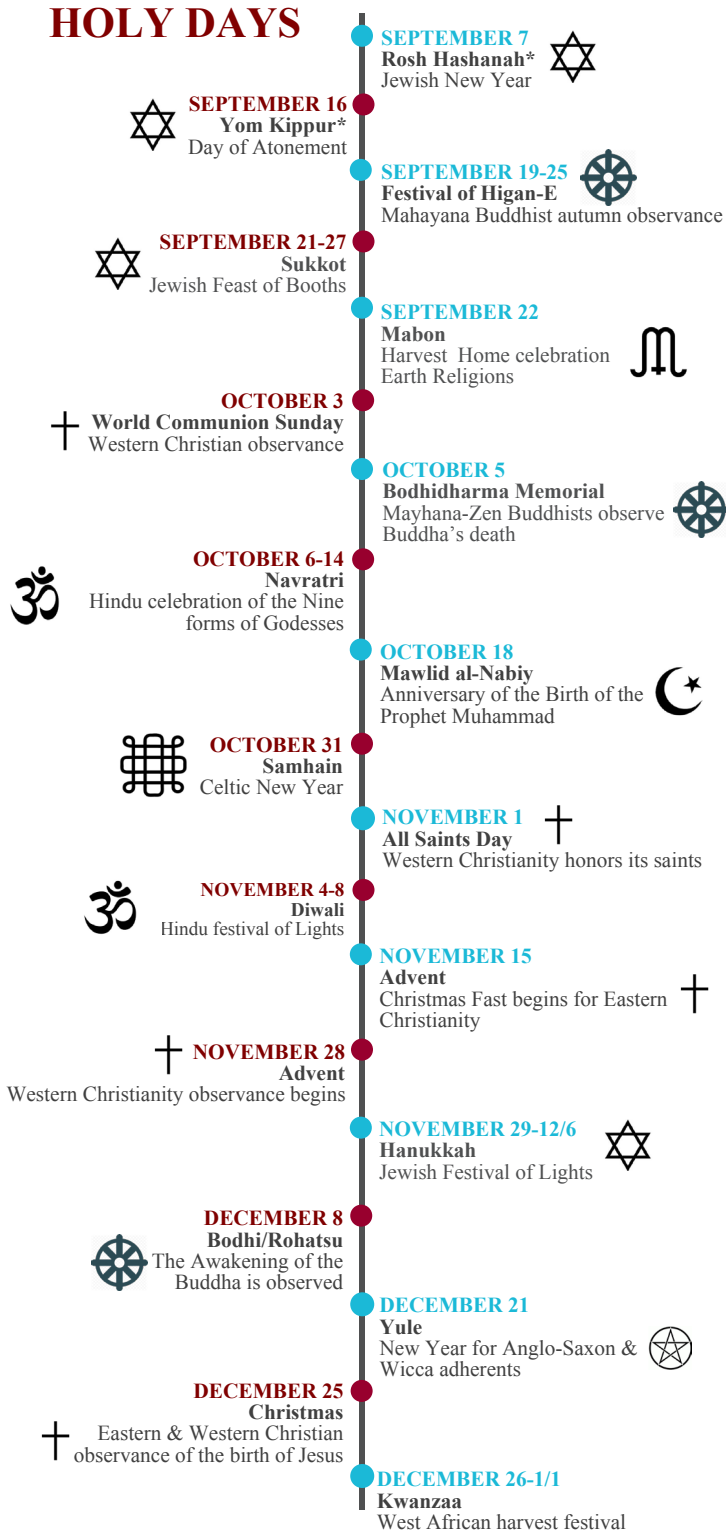 HOLY DAYS
SEPTEMBER 7
Rosh Hashanah*
Jewish New Year
SEPTEMBER 16
Yom Kippur*
Day of Atonement
SEPTEMBER 19-25
Festival of Higan-E
Mahayana Buddhist autumn observance
SEPTEMBER 21-27
Sukkot
Jewish Feast of Booths
SEPTEMBER 22
Mabon
Harvest Home celebration
Earth Religions
OCTOBER 3
World Communion Sunday
Western Christian observance
OCTOBER 5
Bodhidharma Memorial
Mayhana-Zen Buddhists observe
Buddha's death
OCTOBER 6-14
Navratri
Hindu celebration of the Nine
forms of Godesses
OCTOBER 18
Mawlid al-Nabiy
Anniversary of the Birth of the
Prophet Muhammad
OCTOBER 31
Samhain
Celtic New Year
NOVEMBER 1
All Saints Day
Western Christianity honors its saints
NOVEMBER 4-8
Diwali
Hindu festival of Lights
NOVEMBER 15
Advent
Christmas Fast begins for Eastern
Christianity
NOVEMBER 28
Advent
Western Christianity observance begins
NOVEMBER 29-12/6
Hanukkah
Jewish Festival of Lights
DECEMBER 8
Bodhi/Rohatsu
The Awakening of the
Buddha is observed
DECEMBER 21
Yule
New Year for Anglo-Saxon &
Wicca adherents
DECEMBER 25
Christmas
Eastern & Western Christian
observance of the birth of Jesus
DECEMBER 26-1/1
Kwanzaa
West African harvest festival